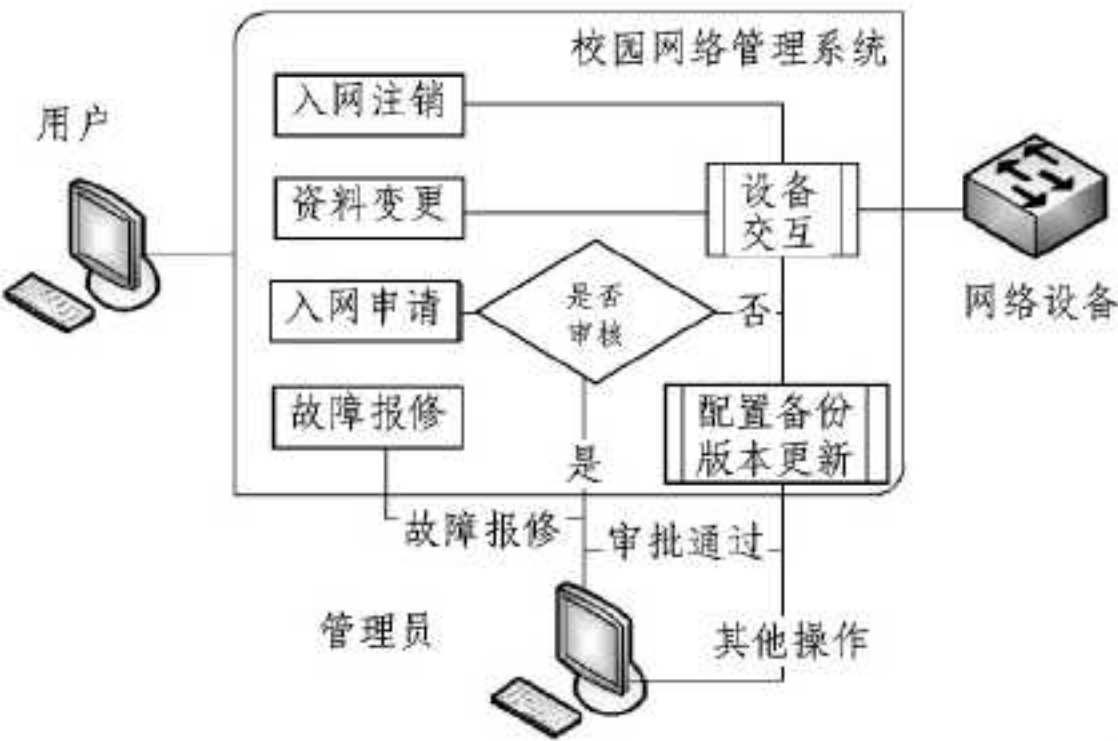 校园网络管理系统
入网注销
用户
资料变更
设备
交互
入网申请
是否
审核
否
网络设备
故障报修
配置备份
版本更新
是
故障报修
审批通过
管理员
其他操作